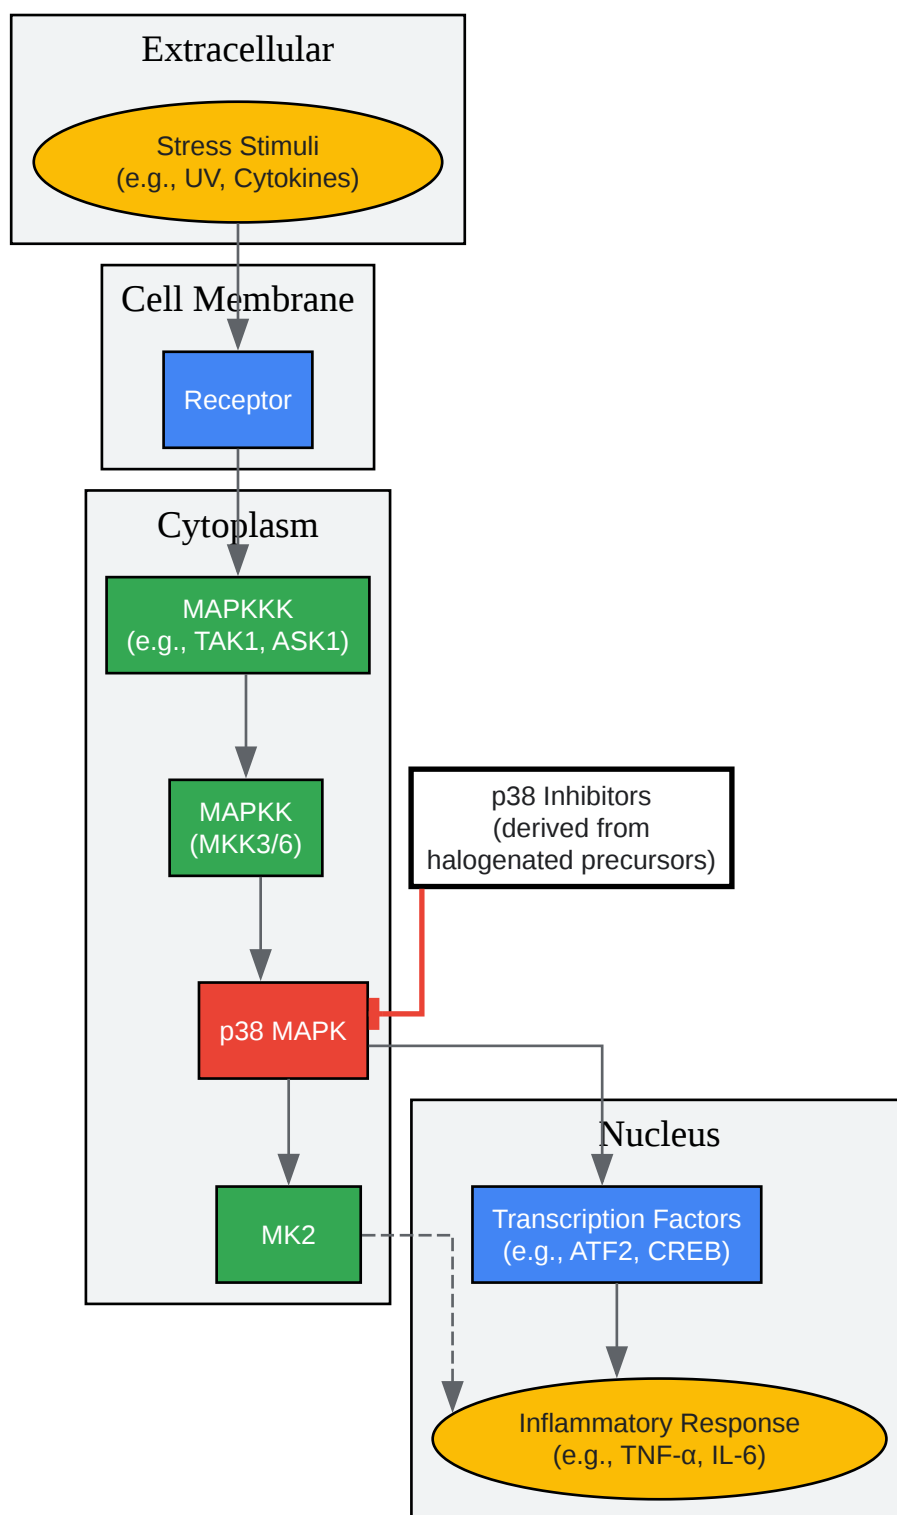 Extracellular
Stress Stimuli
(e.g., UV, Cytokines)
Cell Membrane
Receptor
Cytoplasm
MAPKKK
(e.g., TAK1, ASK1)
MAPKK
(MKK3/6)
p38 Inhibitors
(derived from
halogenated precursors)
p38 MAPK
Nucleus
MK2
Transcription Factors
(e.g., ATF2, CREB)
Inflammatory Response
(e.g., TNF-α, IL-6)